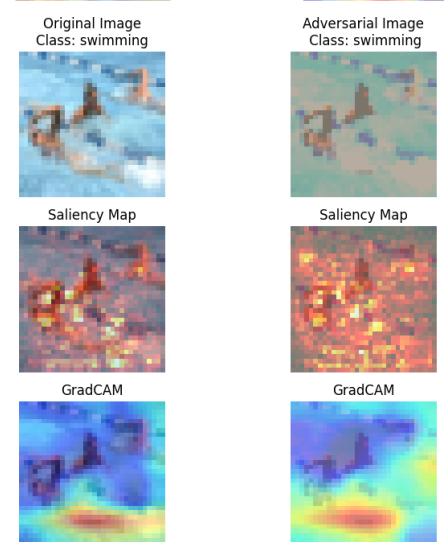 Original Image
Class: swimming
Adversarial Image
Class: swimming
Saliency Map
Saliency Map
GradCAM
GradCAM